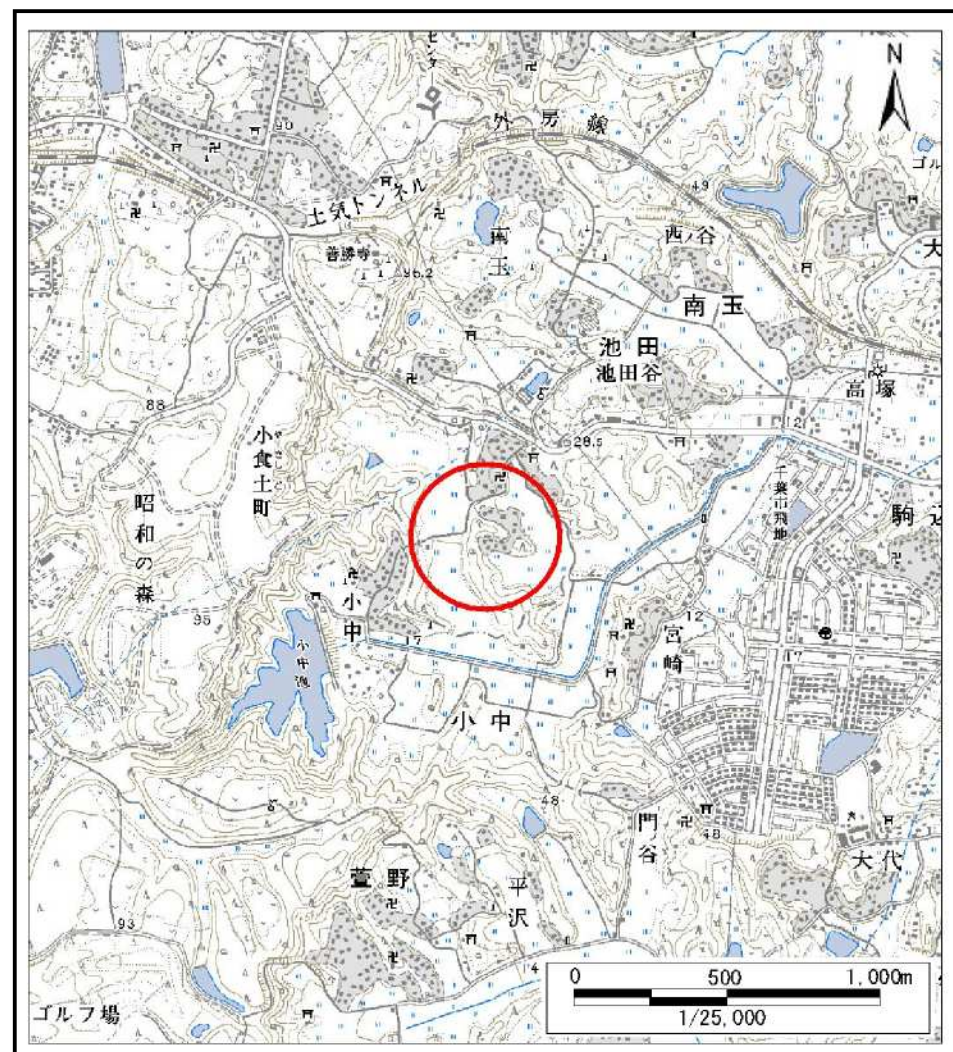 N
外房線
90
土気トンネル
49
善勝寺
96.2
南玉
西ノ谷
大
南玉
池田
池田谷
高塚
88
小食土町
28.5
12
千葉市飛地
昭和の森
駒込
95
小中
小中池
17
12
宮崎
17
小中
48
門谷
48
大代
萱野
平沢
93
14
ゴルフ場
0 500 1,000m
1/25,000